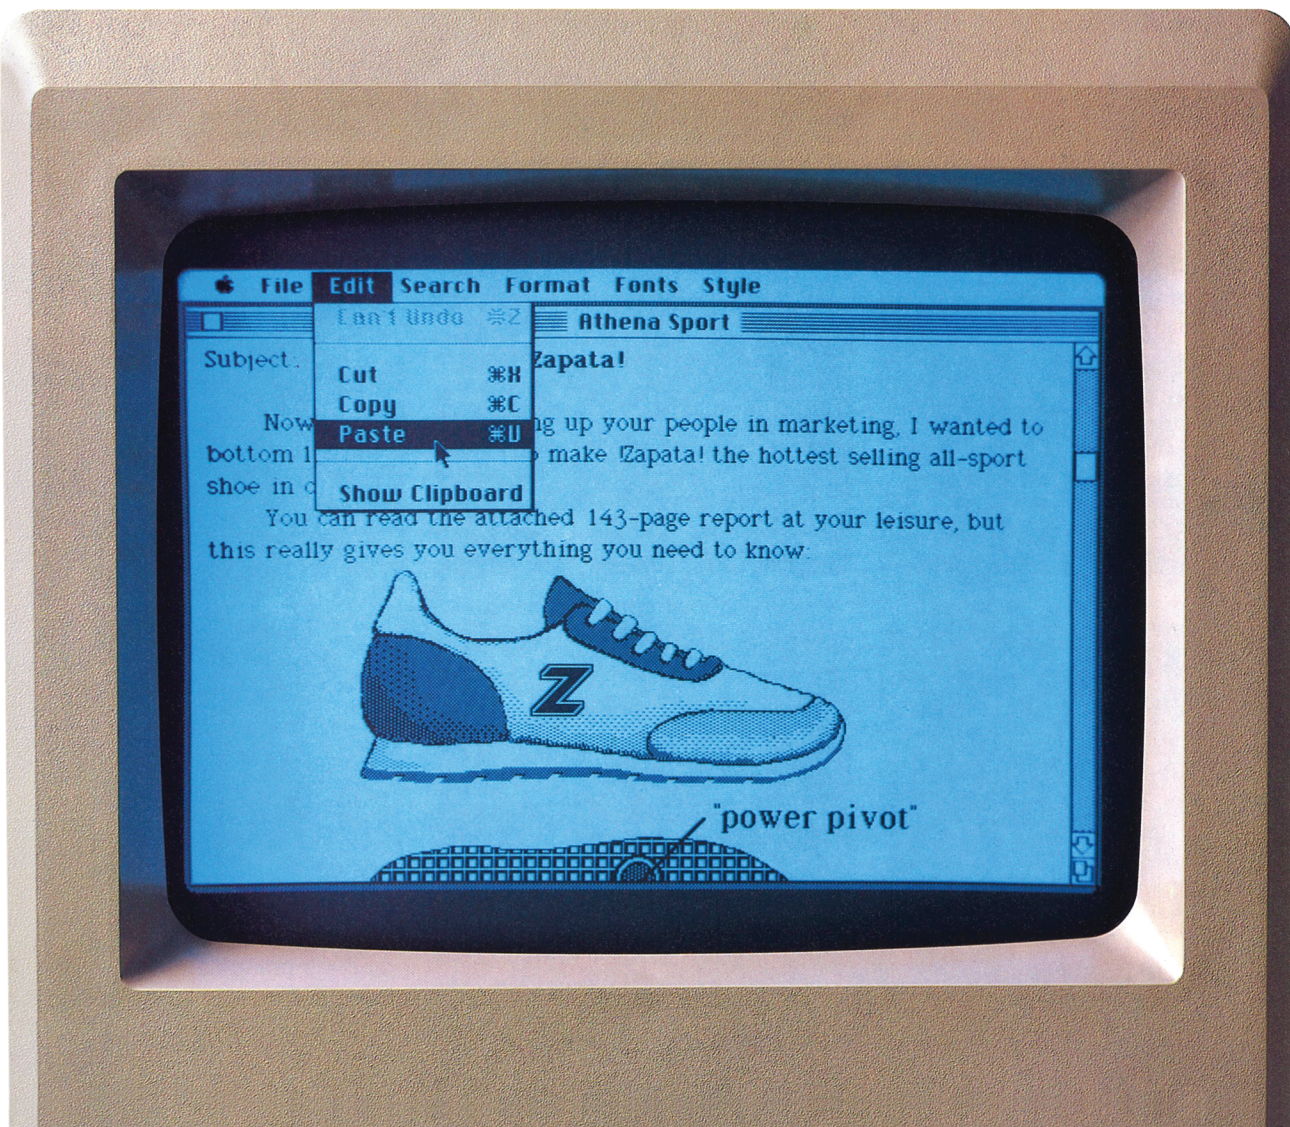 File Edit Search Format Fonts Style
Athena Sport
Can't Undo ⌘Z
Cut ⌘X
Copy ⌘C
Paste ⌘V
Show Clipboard
Subject: Zapata!
Now up your people in marketing, I wanted to
bottom make !Zapata! the hottest selling all-sport
shoe in
You can read the attached 143-page report at your leisure, but
this really gives you everything you need to know:
Z
"power pivot"